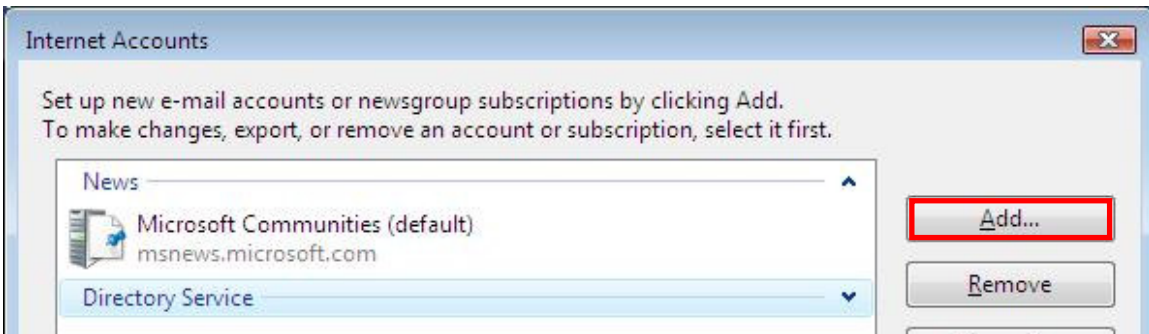 Internet Accounts
Set up new e-mail accounts or newsgroup subscriptions by clicking Add.
To make changes, export, or remove an account or subscription, select it first.
News
Microsoft Communities (default)
msnews.microsoft.com
Add...
Directory Service
Remove